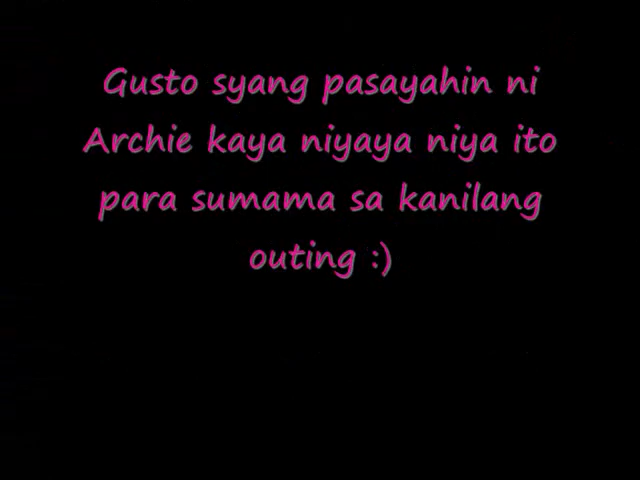 Gusto syang pasayahin ni
Archie kaya niyaya niya ito
para sumama sa kanilang
outing :)